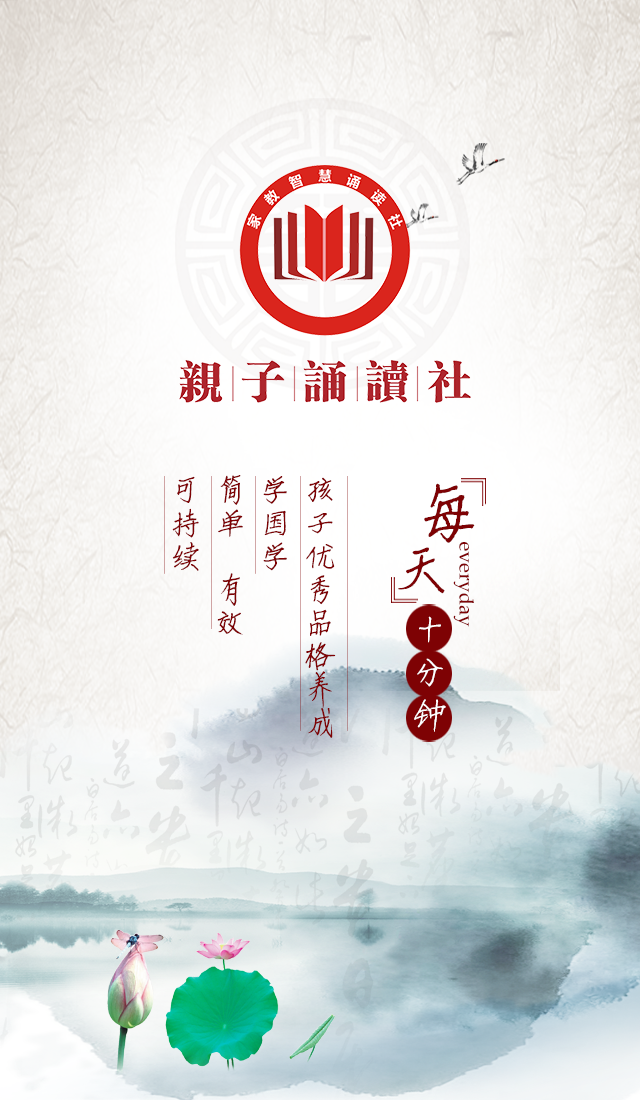 家教智慧诵读社
親子誦讀社
每天
everyday
十分钟
孩子优秀品格养成
学国学
简单 有效
可持续